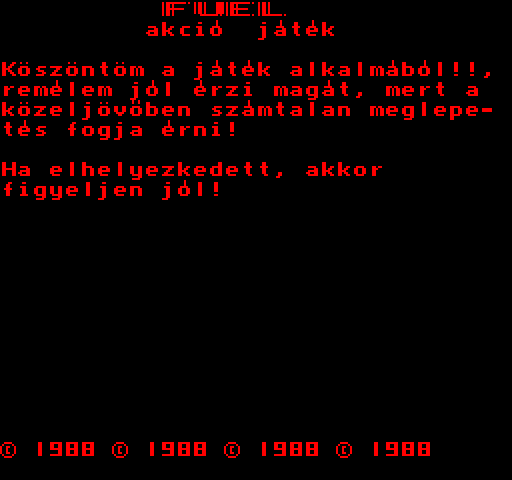 FUEL
akció játék
Köszöntöm a játék alkalmából!!,
remélem jól érzi magát, mert a
közeljövőben számtalan meglepe-
tés fogja érni!
Ha elhelyezkedett, akkor
figyeljen jól!
© 1988 © 1988 © 1988 © 1988